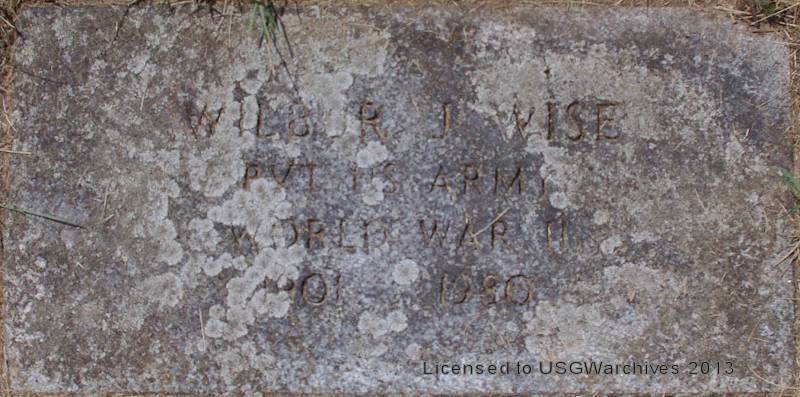 WILBUR J WISE
PVT US ARMY
WORLD WAR II
1901 1980
Licensed to USGWarchives 2013